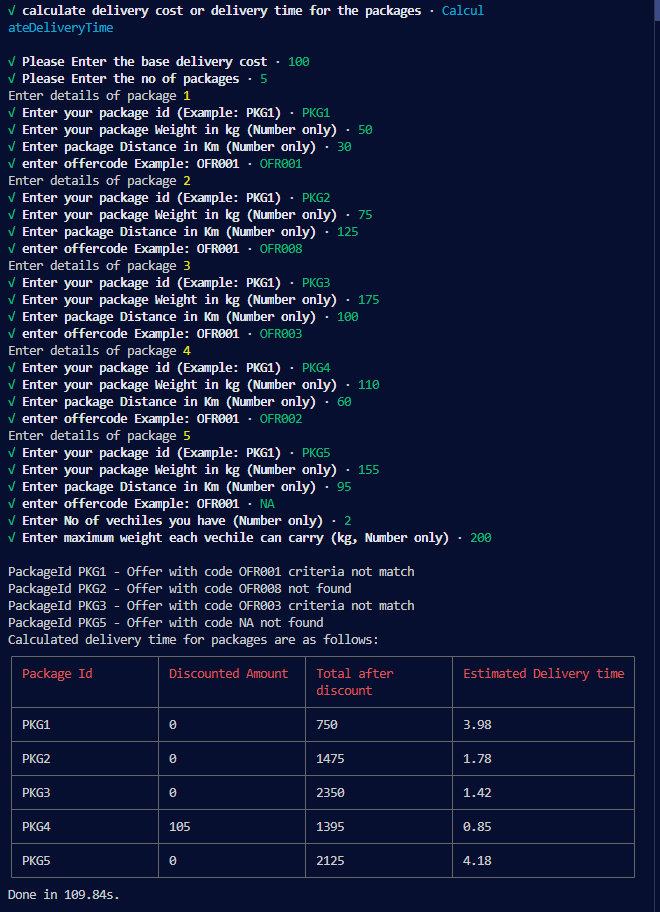 √ calculate delivery cost or delivery time for the packages · Calcul
ateDeliveryTime
√ Please Enter the base delivery cost · 100
√ Please Enter the no of packages · 5
Enter details of package 1
√ Enter your package id (Example: PKG1) · PKG1
√ Enter your package Weight in kg (Number only) · 50
√ Enter package Distance in Km (Number only) · 30
√ enter offercode Example: OFR001 · OFR001
Enter details of package 2
√ Enter your package id (Example: PKG1) · PKG2
√ Enter your package Weight in kg (Number only) · 75
√ Enter package Distance in Km (Number only) · 125
√ enter offercode Example: OFR001 · OFR008
Enter details of package 3
√ Enter your package id (Example: PKG1) · PKG3
√ Enter your package Weight in kg (Number only) · 175
√ Enter package Distance in Km (Number only) · 100
√ enter offercode Example: OFR001 · OFR003
Enter details of package 4
√ Enter your package id (Example: PKG1) · PKG4
√ Enter your package Weight in kg (Number only) · 110
√ Enter package Distance in Km (Number only) · 60
√ enter offercode Example: OFR001 · OFR002
Enter details of package 5
√ Enter your package id (Example: PKG1) · PKG5
√ Enter your package Weight in kg (Number only) · 155
√ Enter package Distance in Km (Number only) · 95
√ enter offercode Example: OFR001 · NA
√ Enter No of vechiles you have (Number only) · 2
√ Enter maximum weight each vechile can carry (kg, Number only) · 200
PackageId PKG1 - Offer with code OFR001 criteria not match
PackageId PKG2 - Offer with code OFR008 not found
PackageId PKG3 - Offer with code OFR003 criteria not match
PackageId PKG5 - Offer with code NA not found
Calculated delivery time for packages are as follows:
Package Id Discounted Amount Total after Estimated Delivery time
discount
PKG1 0 750 3.98
PKG2 0 1475 1.78
PKG3 0 2350 1.42
PKG4 105 1395 0.85
PKG5 0 2125 4.18
Done in 109.84s.